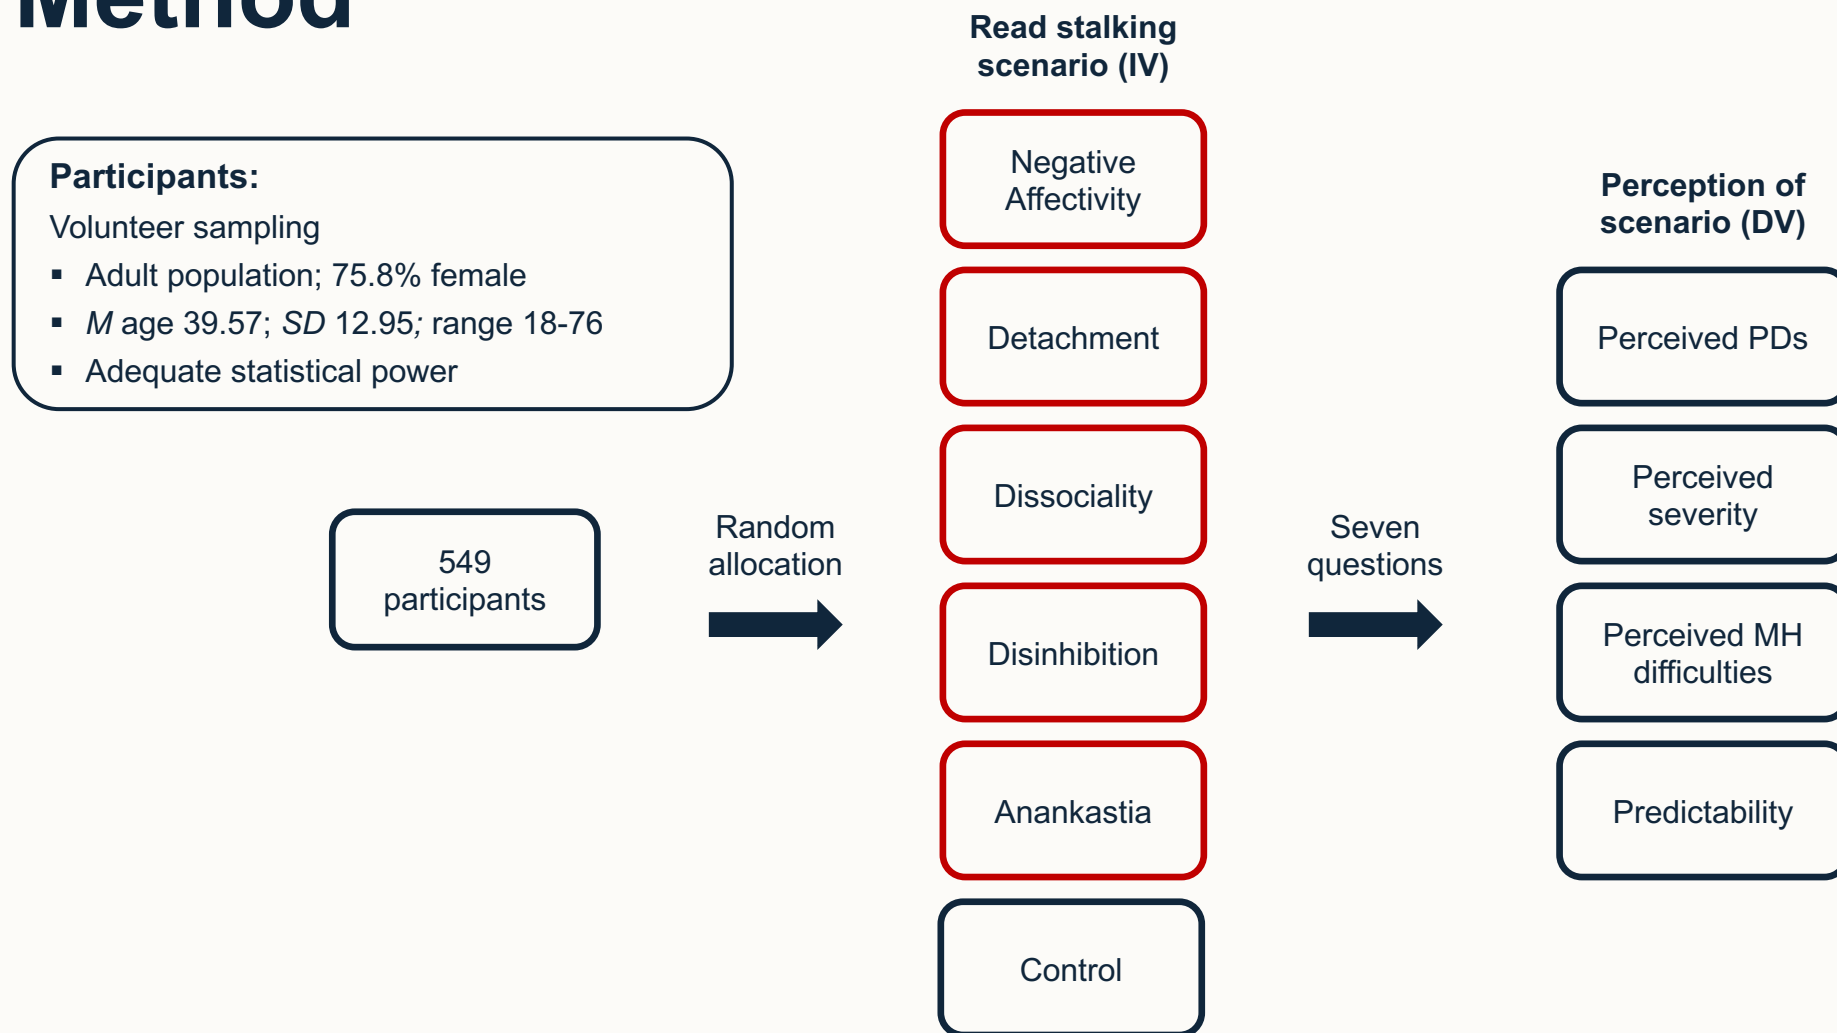 Method
Participants:
Volunteer sampling
▪ Adult population; 75.8% female
▪ M age 39.57; SD 12.95; range 18-76
▪ Adequate statistical power
549
participants
Random
allocation
Read stalking
scenario (IV)
Negative
Affectivity
Detachment
Dissociality
Disinhibition
Anankastia
Control
Seven
questions
Perception of
scenario (DV)
Perceived PDs
Perceived
severity
Perceived MH
difficulties
Predictability